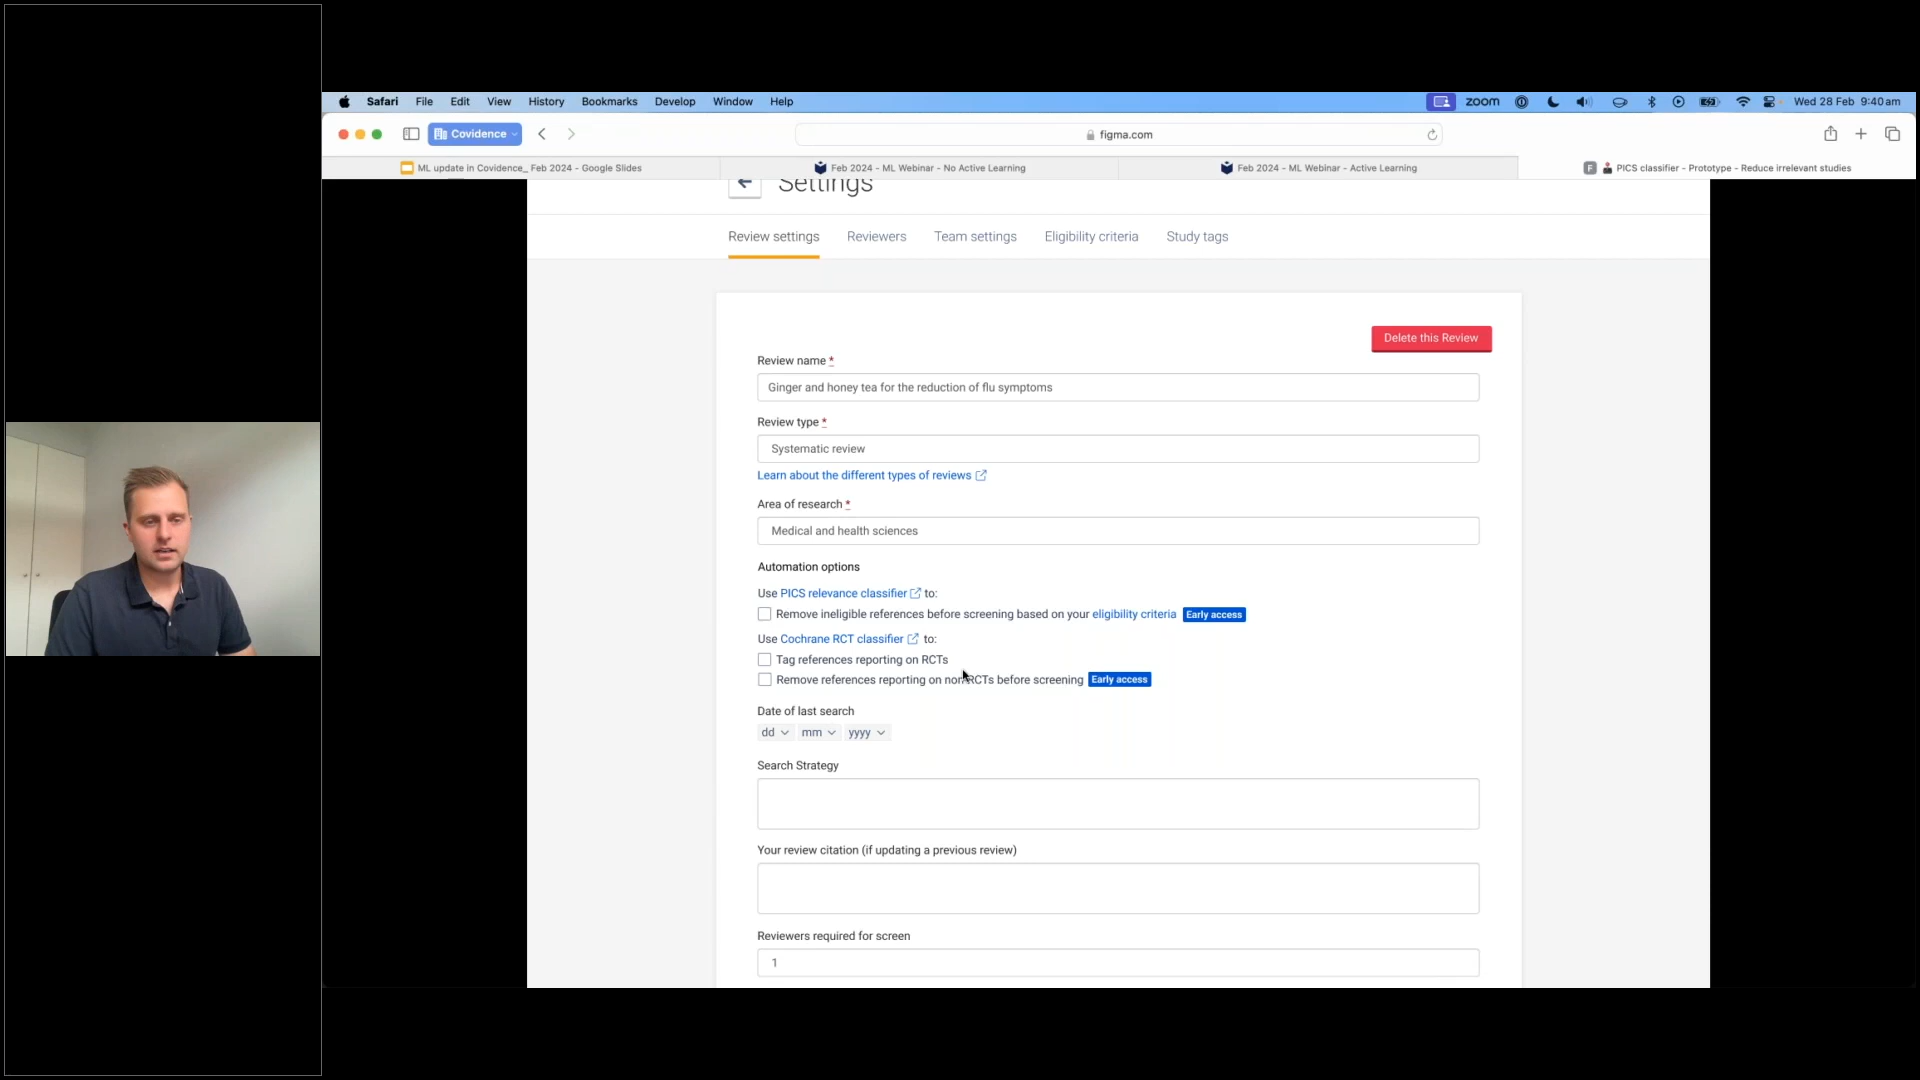 Safari File Edit View History Bookmarks Develop Window Help zoom Wed 28 Feb 9:40 am
Covidence figma.com
ML update in Covidence_ Feb 2024 - Google Slides Feb 2024 - ML Webinar - No Active Learning Feb 2024 - ML Webinar - Active Learning F PICS classifier - Prototype - Reduce irrelevant studies
Settings
Review settings Reviewers Team settings Eligibility criteria Study tags
Delete this Review
Review name *
Ginger and honey tea for the reduction of flu symptoms
Review type *
Systematic review
Learn about the different types of reviews
Area of research *
Medical and health sciences
Automation options
Use PICS relevance classifier to:
Remove ineligible references before screening based on your eligibility criteria Early access
Use Cochrane RCT classifier to:
Tag references reporting on RCTs
Remove references reporting on non-RCTs before screening Early access
Date of last search
dd mm yyyy
Search Strategy
Your review citation (if updating a previous review)
Reviewers required for screen
1